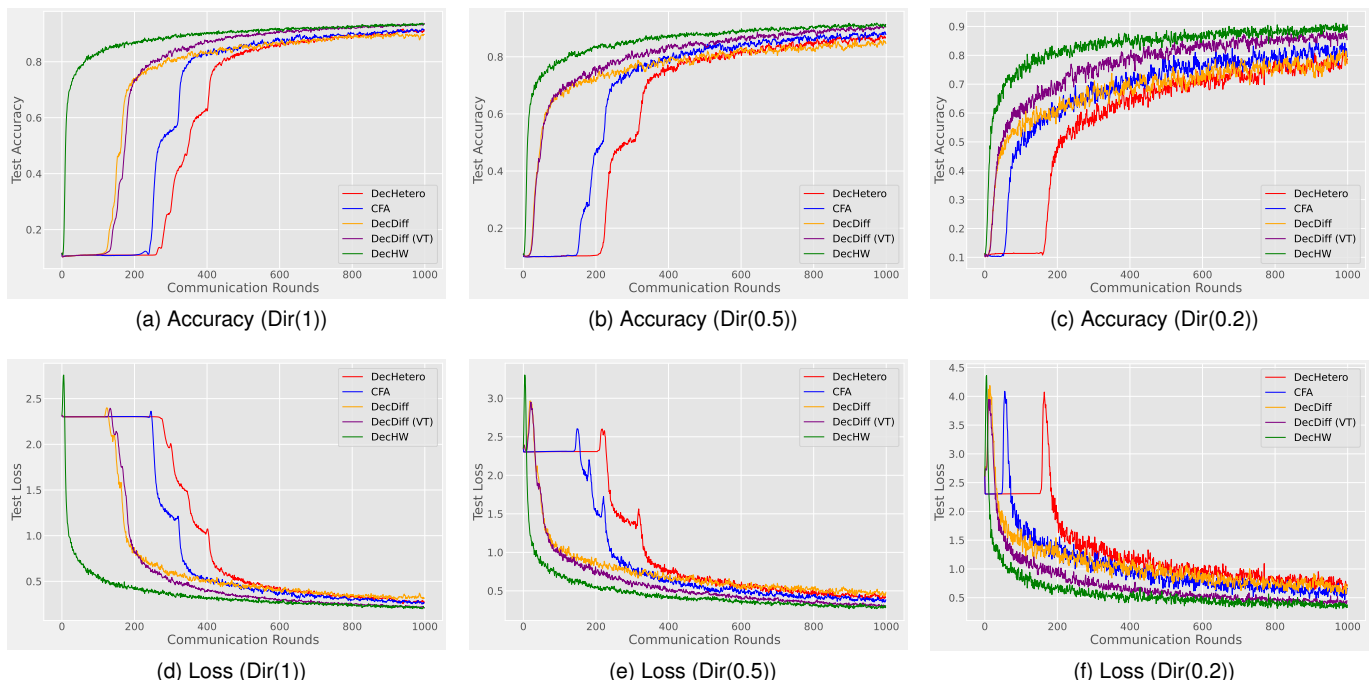 Test Accuracy
0.8
0.6
0.4
0.2
0
200
400
600
800
1000
Communication Rounds
DecHetero
CFA
DecDiff
DecDiff (VT)
DecHW
(a) Accuracy (Dir(1))
Test Accuracy
0.8
0.6
0.4
0.2
0
200
400
600
800
1000
Communication Rounds
DecHetero
CFA
DecDiff
DecDiff (VT)
DecHW
(b) Accuracy (Dir(0.5))
Test Accuracy
0.9
0.8
0.7
0.6
0.5
0.4
0.3
0.2
0.1
0
200
400
600
800
1000
Communication Rounds
DecHetero
CFA
DecDiff
DecDiff (VT)
DecHW
(c) Accuracy (Dir(0.2))
Test Loss
2.5
2.0
1.5
1.0
0.5
0
200
400
600
800
1000
Communication Rounds
DecHetero
CFA
DecDiff
DecDiff (VT)
DecHW
(d) Loss (Dir(1))
Test Loss
3.0
2.5
2.0
1.5
1.0
0.5
0
200
400
600
800
1000
Communication Rounds
DecHetero
CFA
DecDiff
DecDiff (VT)
DecHW
(e) Loss (Dir(0.5))
Test Loss
4.5
4.0
3.5
3.0
2.5
2.0
1.5
1.0
0.5
0
200
400
600
800
1000
Communication Rounds
DecHetero
CFA
DecDiff
DecDiff (VT)
DecHW
(f) Loss (Dir(0.2))